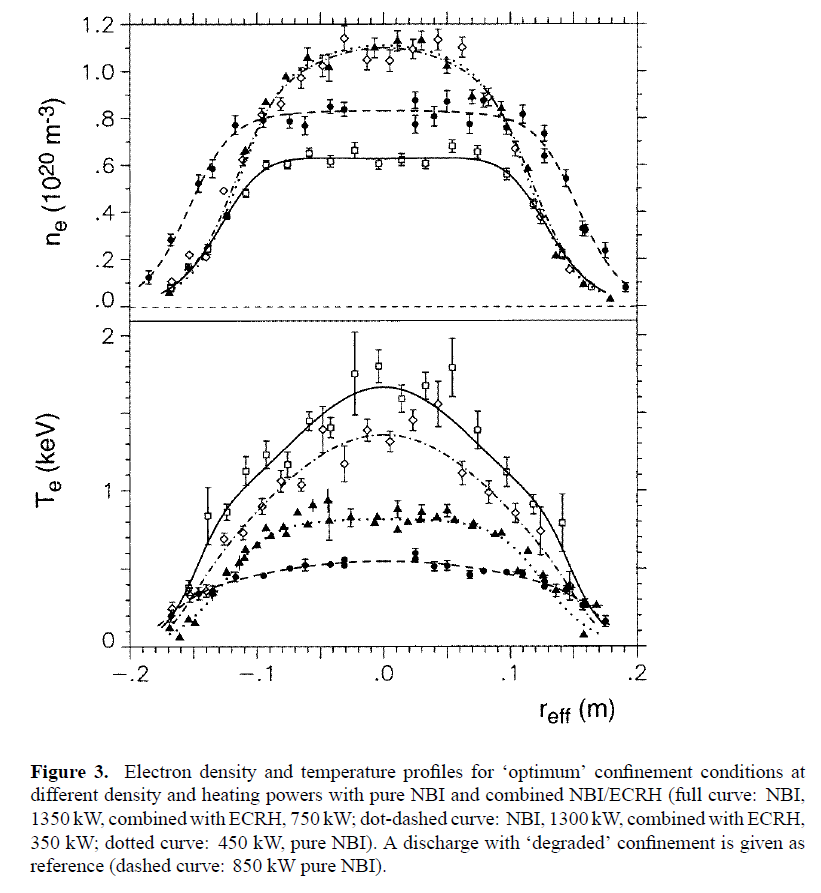 1.2
1.0
.8
.6
.4
.2
.0
nₑ (10²⁰ m⁻³)
2
1
0
Tₑ (keV)
−.2
−.1
.0
.1
.2
r_eff (m)
Figure 3. Electron density and temperature profiles for ‘optimum’ confinement conditions at
different density and heating powers with pure NBI and combined NBI/ECRH (full curve: NBI,
1350 kW, combined with ECRH, 750 kW; dot-dashed curve: NBI, 1300 kW, combined with ECRH,
350 kW; dotted curve: 450 kW, pure NBI). A discharge with ‘degraded’ confinement is given as
reference (dashed curve: 850 kW pure NBI).